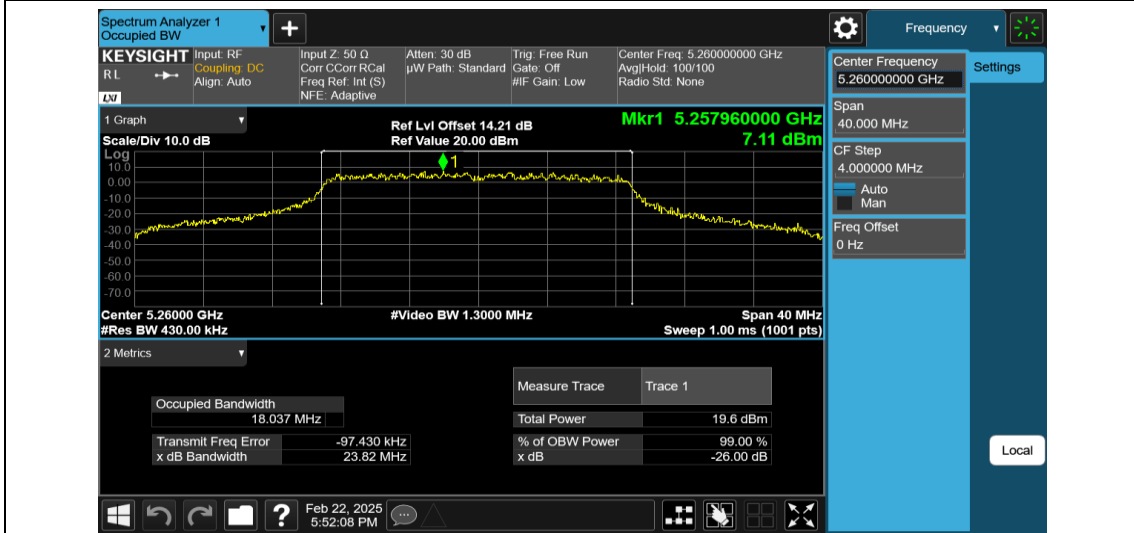 Spectrum Analyzer 1
Occupied BW
Frequency
KEYSIGHT
R L
LXI
Input: RF
Coupling: DC
Align: Auto
Input Z: 50 Ω
Corr CCorr RCal
Freq Ref: Int (S)
NFE: Adaptive
Atten: 30 dB
µW Path: Standard
Trig: Free Run
Gate: Off
#IF Gain: Low
Center Freq: 5.260000000 GHz
Avg|Hold: 100/100
Radio Std: None
Center Frequency
5.260000000 GHz
Settings
Span
40.000 MHz
CF Step
4.000000 MHz
Auto
Man
Freq Offset
0 Hz
1 Graph
Scale/Div 10.0 dB
Ref Lvl Offset 14.21 dB
Ref Value 20.00 dBm
Mkr1 5.257960000 GHz
7.11 dBm
Log
10.0
0.00
-10.0
-20.0
-30.0
-40.0
-50.0
-60.0
-70.0
1
Center 5.26000 GHz
#Res BW 430.00 kHz
#Video BW 1.3000 MHz
Span 40 MHz
Sweep 1.00 ms (1001 pts)
2 Metrics
Measure Trace Trace 1
Occupied Bandwidth
18.037 MHz
Total Power 19.6 dBm
Transmit Freq Error -97.430 kHz
% of OBW Power 99.00 %
x dB Bandwidth 23.82 MHz
x dB -26.00 dB
Local
?
Feb 22, 2025
5:52:08 PM